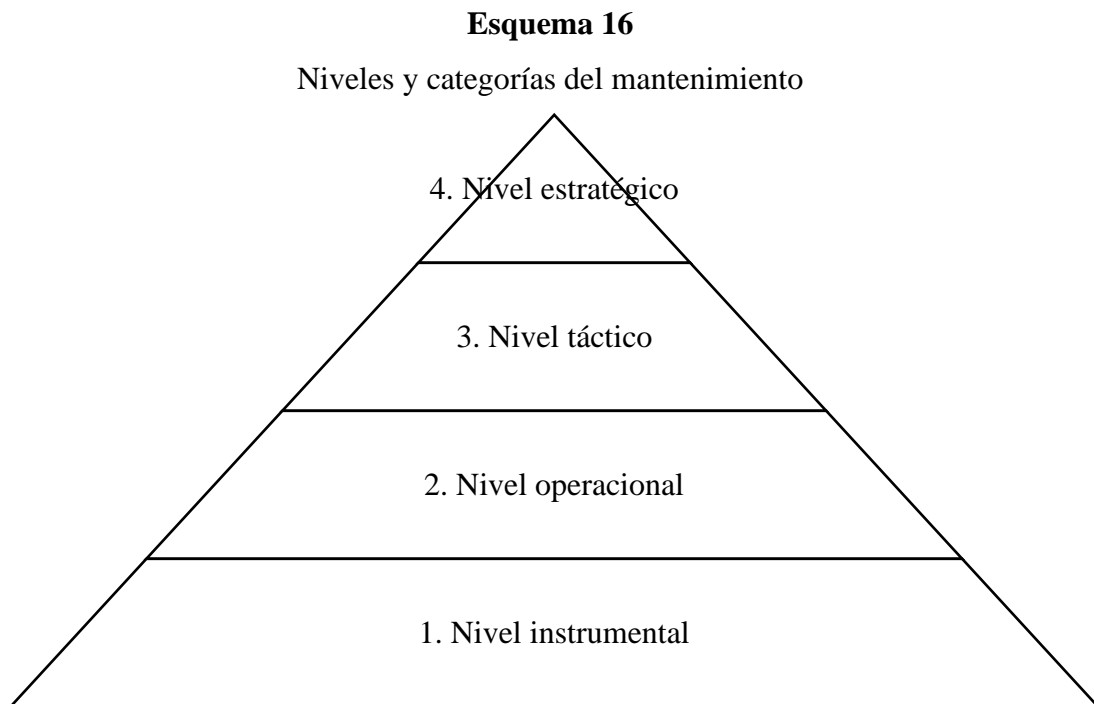 Esquema 16
Niveles y categorías del mantenimiento
4. Nivel estratégico
3. Nivel táctico
2. Nivel operacional
1. Nivel instrumental